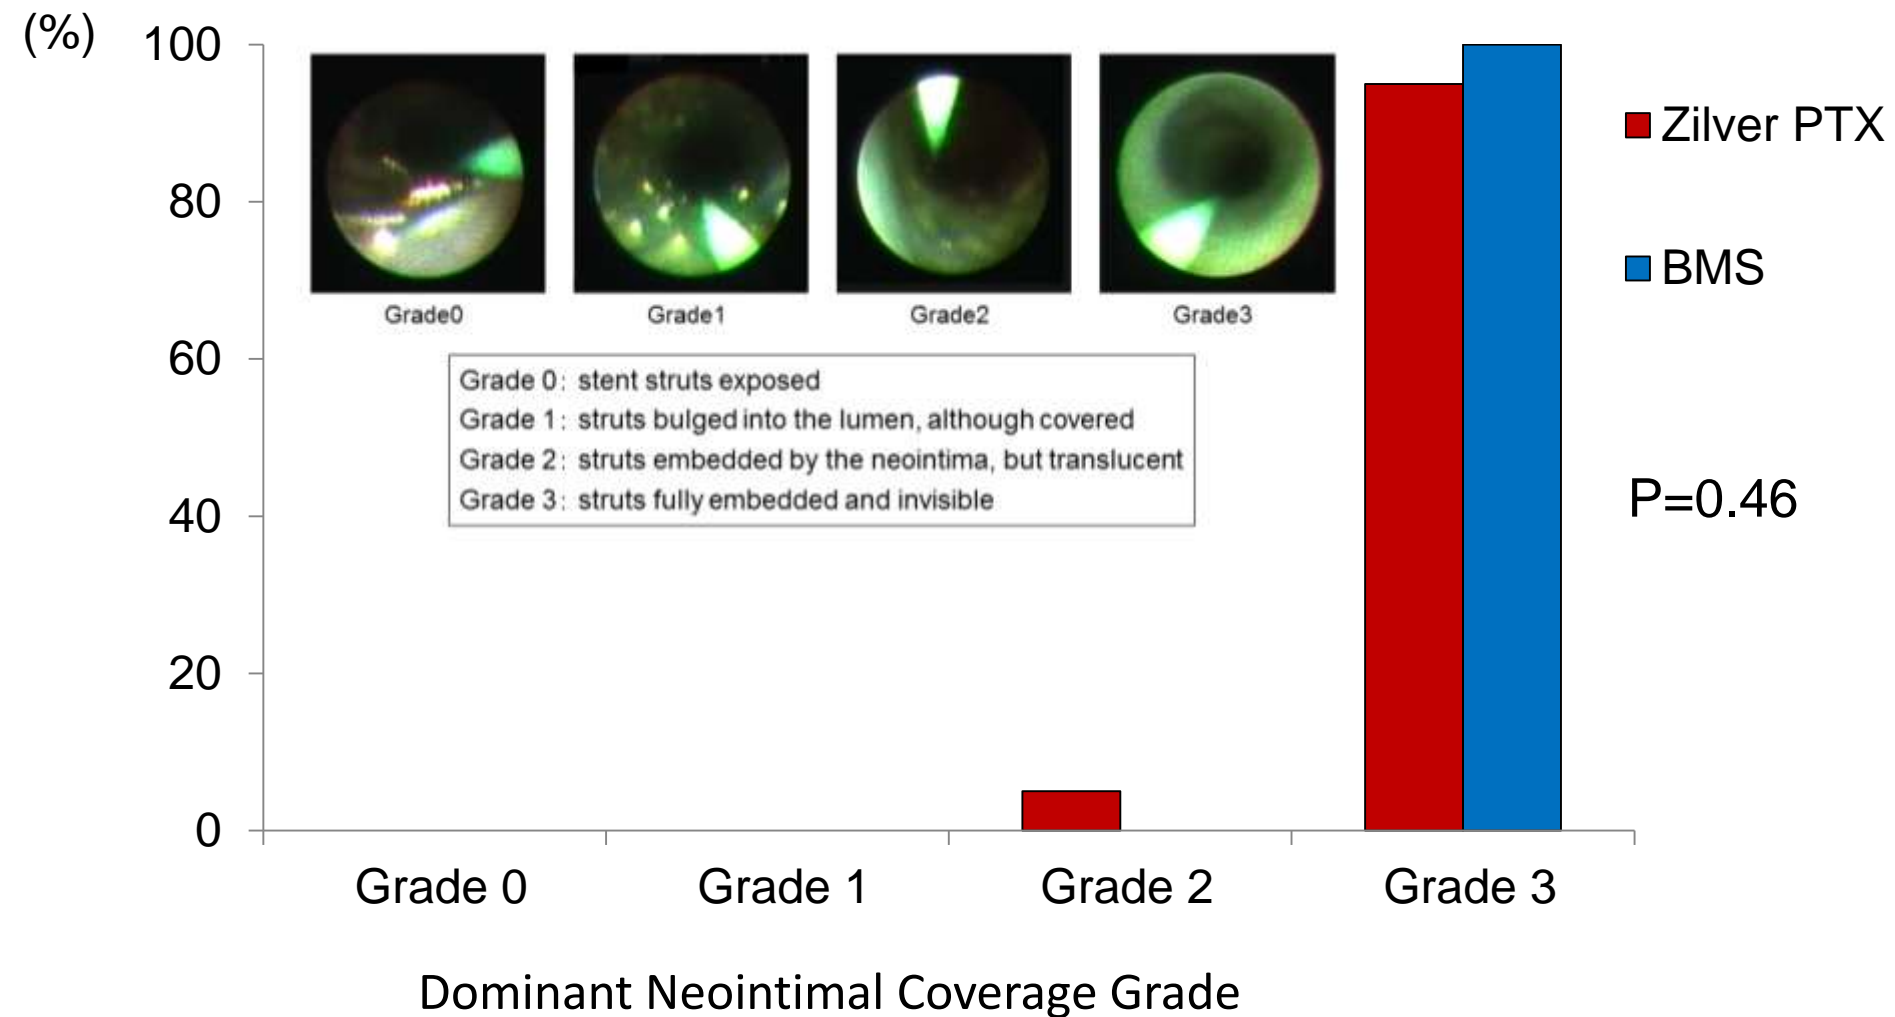 (%)
100
80
60
40
20
0
Grade0
Grade1
Grade2
Grade3
Grade 0: stent struts exposed
Grade 1: struts bulged into the lumen, although covered
Grade 2: struts embedded by the neointima, but translucent
Grade 3: struts fully embedded and invisible
Zilver PTX
BMS
P=0.46
Grade 0
Grade 1
Grade 2
Grade 3
Dominant Neointimal Coverage Grade